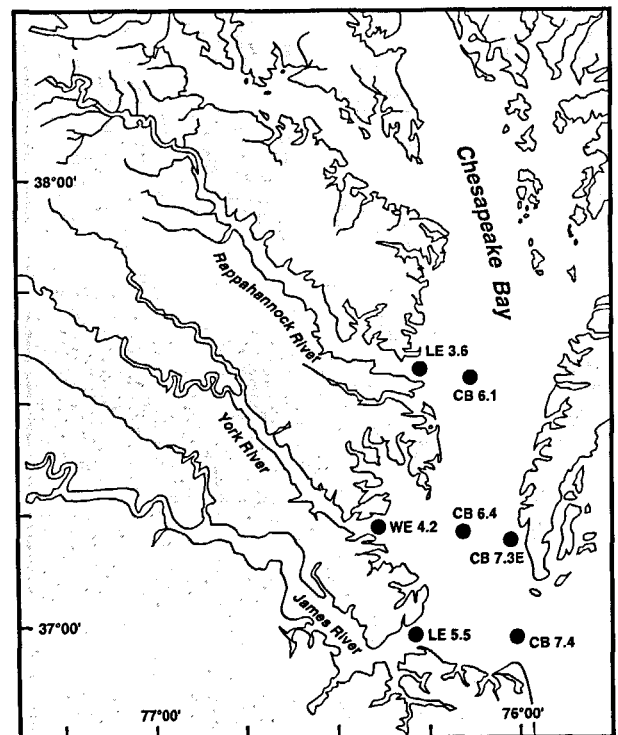 38°00'
Chesapeake Bay
Rappahannock River
LE 3.6
CB 6.1
York River
CB 6.4
WE 4.2
CB 7.3E
James River
37°00'
LE 5.5
CB 7.4
77°00'
76°00'